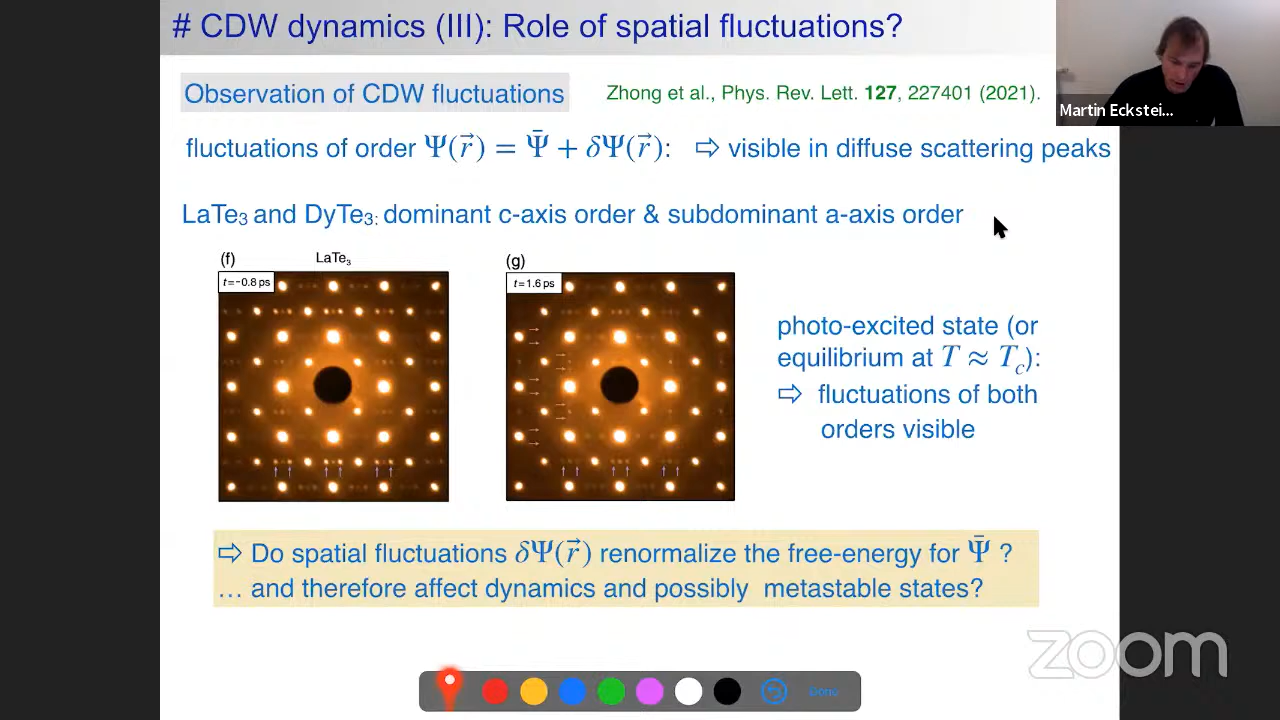 # CDW dynamics (III): Role of spatial fluctuations?
Martin Eckstei...
Observation of CDW fluctuations
Zhong et al., Phys. Rev. Lett. 127, 227401 (2021).
fluctuations of order Ψ(r⃗) = Ψ̄ + δΨ(r⃗): ⇨ visible in diffuse scattering peaks
LaTe₃ and DyTe₃: dominant c-axis order & subdominant a-axis order
(f) LaTe₃
t=−0.8 ps
(g)
t=1.6 ps
photo-excited state (or
equilibrium at T ≈ T_c):
⇨ fluctuations of both
orders visible
⇨ Do spatial fluctuations δΨ(r⃗) renormalize the free-energy for Ψ̄ ?
… and therefore affect dynamics and possibly metastable states?
zoom
Done